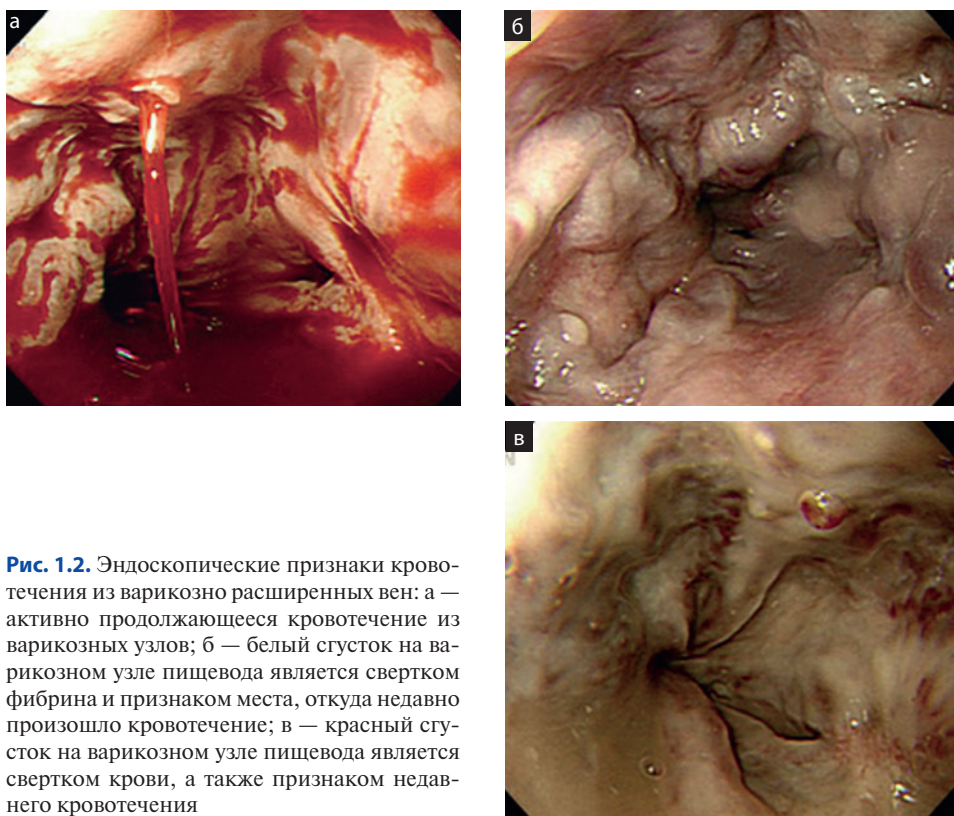 а
б
в
Рис. 1.2. Эндоскопические признаки крово-
течения из варикозно расширенных вен: а —
активно продолжающееся кровотечение из
варикозных узлов; б — белый сгусток на ва-
рикозном узле пищевода является свертком
фибрина и признаком места, откуда недавно
произошло кровотечение; в — красный сгу-
сток на варикозном узле пищевода является
свертком крови, а также признаком недав-
него кровотечения